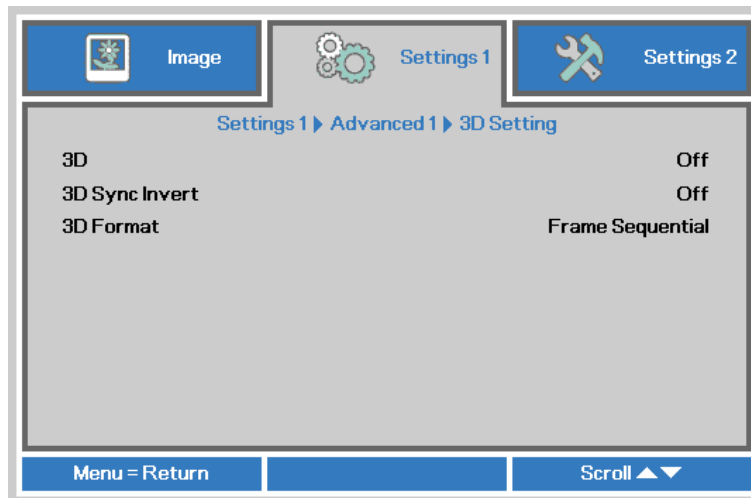 Image
Settings 1
Settings 2
Settings 1 ▶ Advanced 1 ▶ 3D Setting
3D Off
3D Sync Invert Off
3D Format Frame Sequential
Menu = Return
Scroll ▲▼